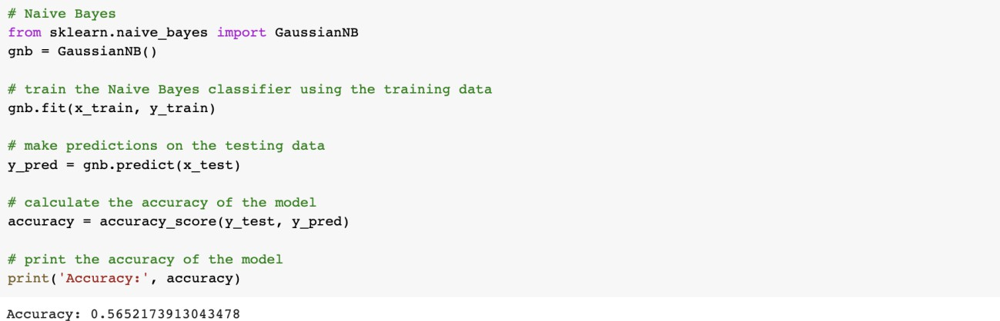 # Naive Bayes
from sklearn.naive_bayes import GaussianNB
gnb = GaussianNB()
# train the Naive Bayes classifier using the training data
gnb.fit(x_train, y_train)
# make predictions on the testing data
y_pred = gnb.predict(x_test)
# calculate the accuracy of the model
accuracy = accuracy_score(y_test, y_pred)
# print the accuracy of the model
print('Accuracy:', accuracy)
Accuracy: 0.5652173913043478